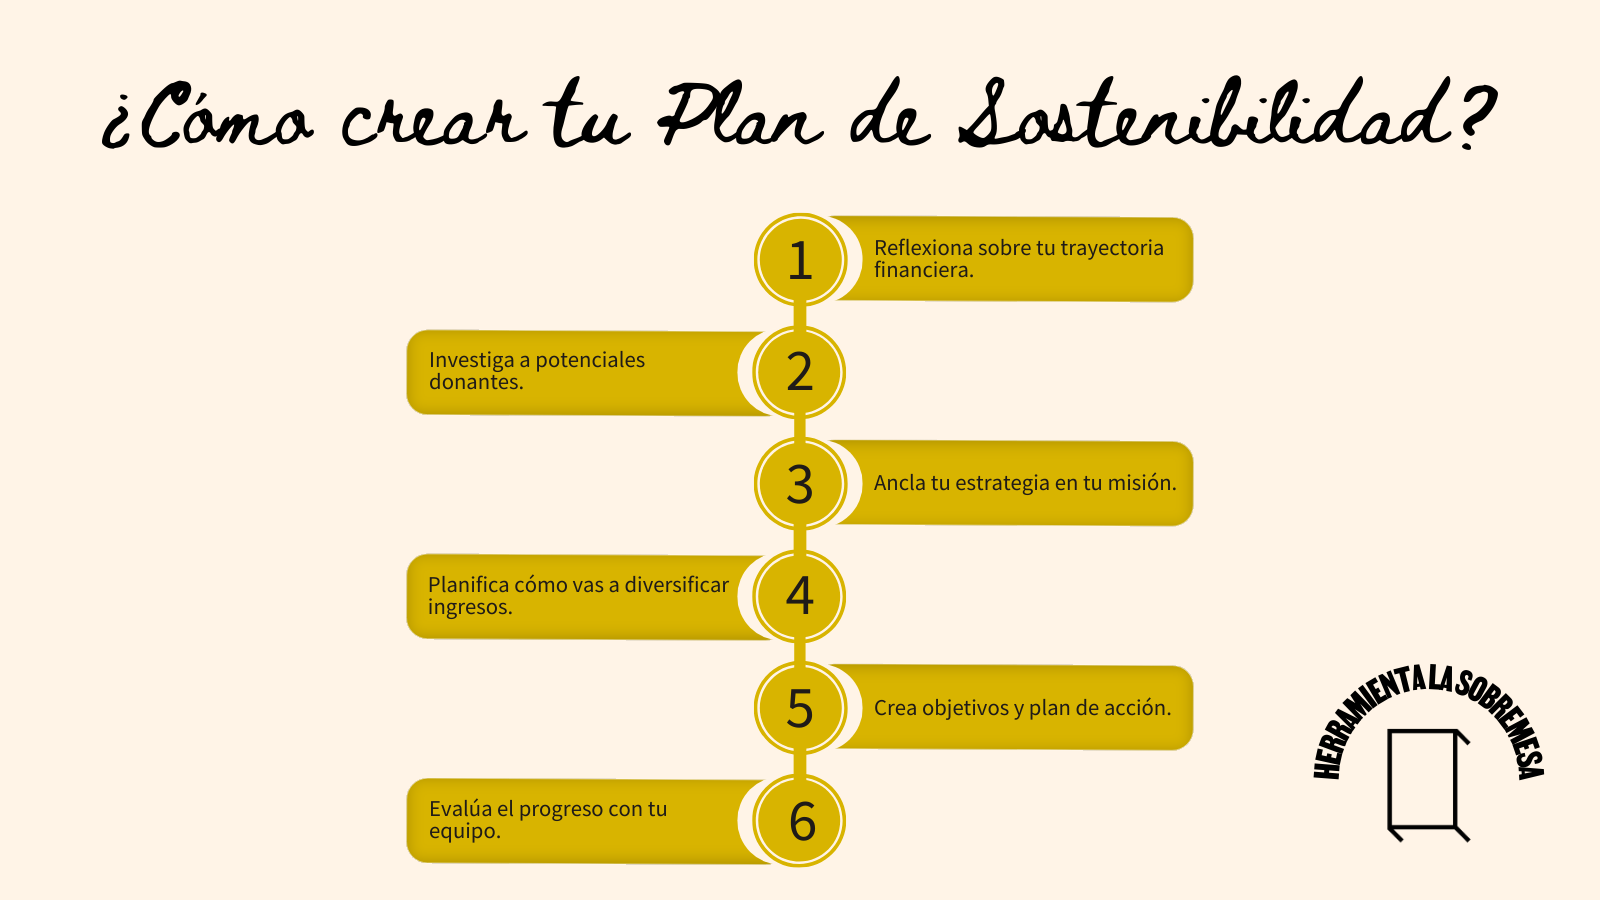 ¿Cómo crear tu Plan de Sostenibilidad?
1
Reflexiona sobre tu trayectoria
financiera.
2
Investiga a potenciales
donantes.
3
Ancla tu estrategia en tu misión.
4
Planifica cómo vas a diversificar
ingresos.
5
Crea objetivos y plan de acción.
6
Evalúa el progreso con tu
equipo.
HERRAMIENTA LA SOBREMESA